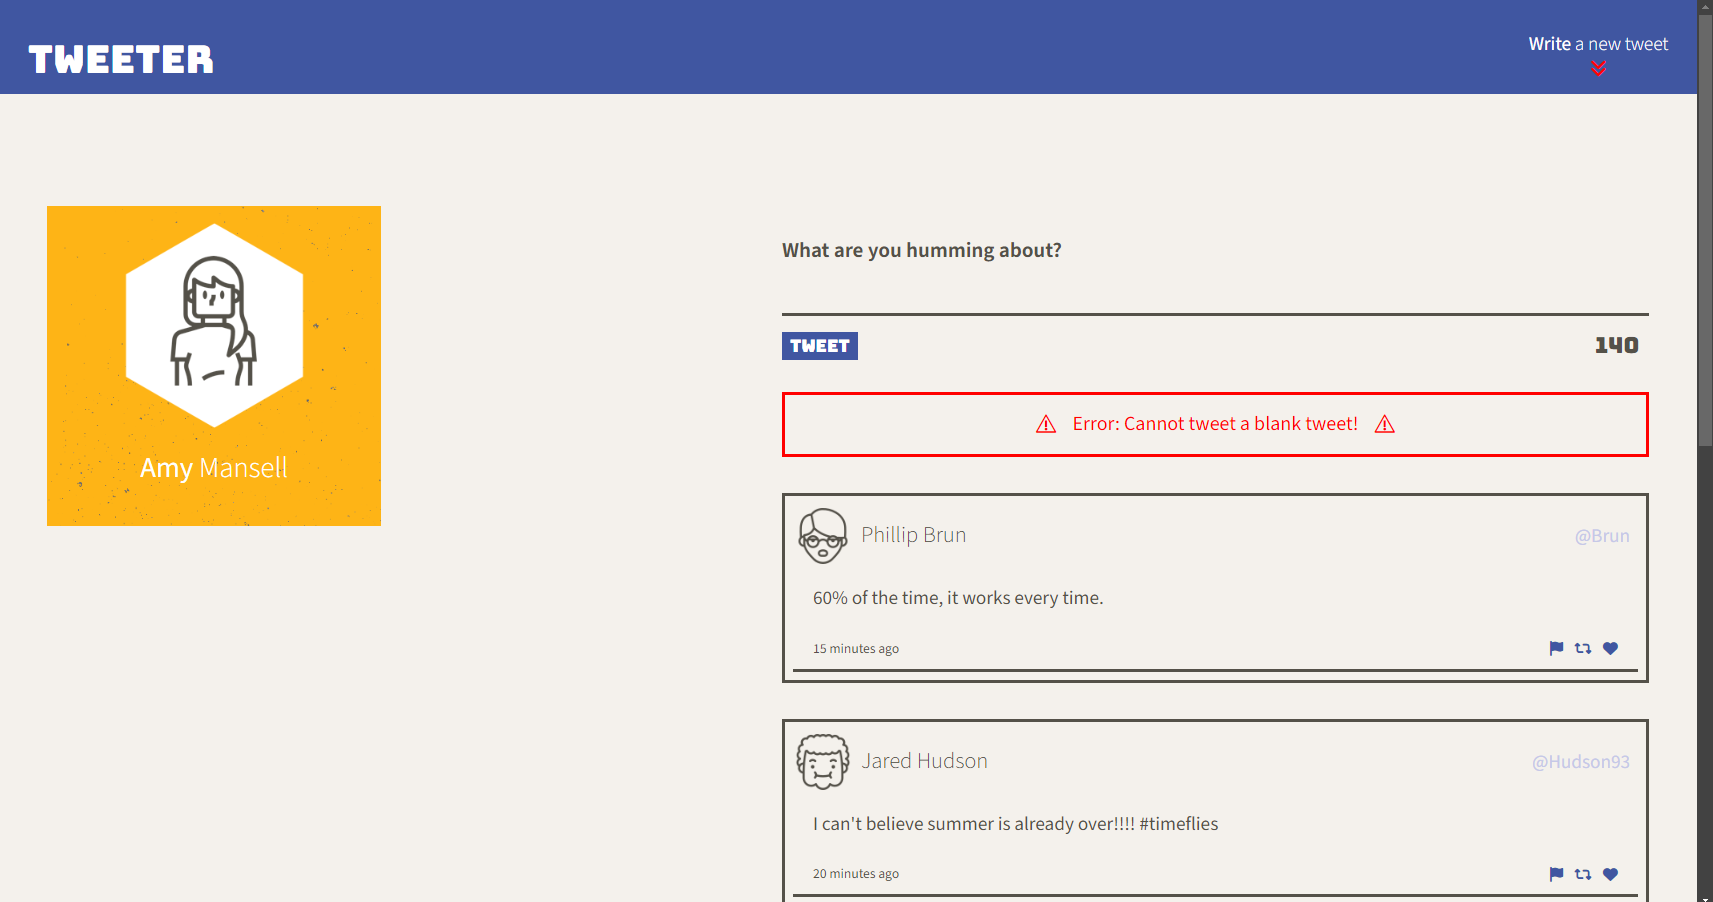 TWEETER
Write a new tweet
Amy Mansell
What are you humming about?
TWEET
140
Error: Cannot tweet a blank tweet!
Phillip Brun
@Brun
60% of the time, it works every time.
15 minutes ago
Jared Hudson
@Hudson93
I can't believe summer is already over!!!! #timeflies
20 minutes ago